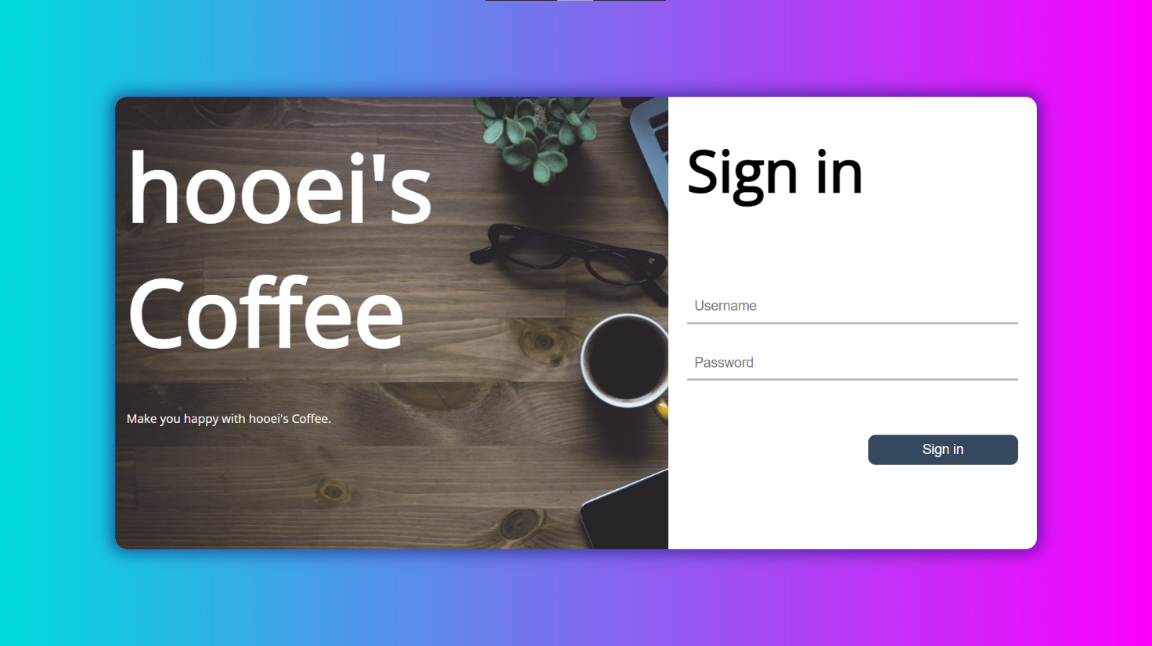 hooei's
Coffee
Make you happy with hooei's Coffee.
Sign in
Username
Password
Sign in